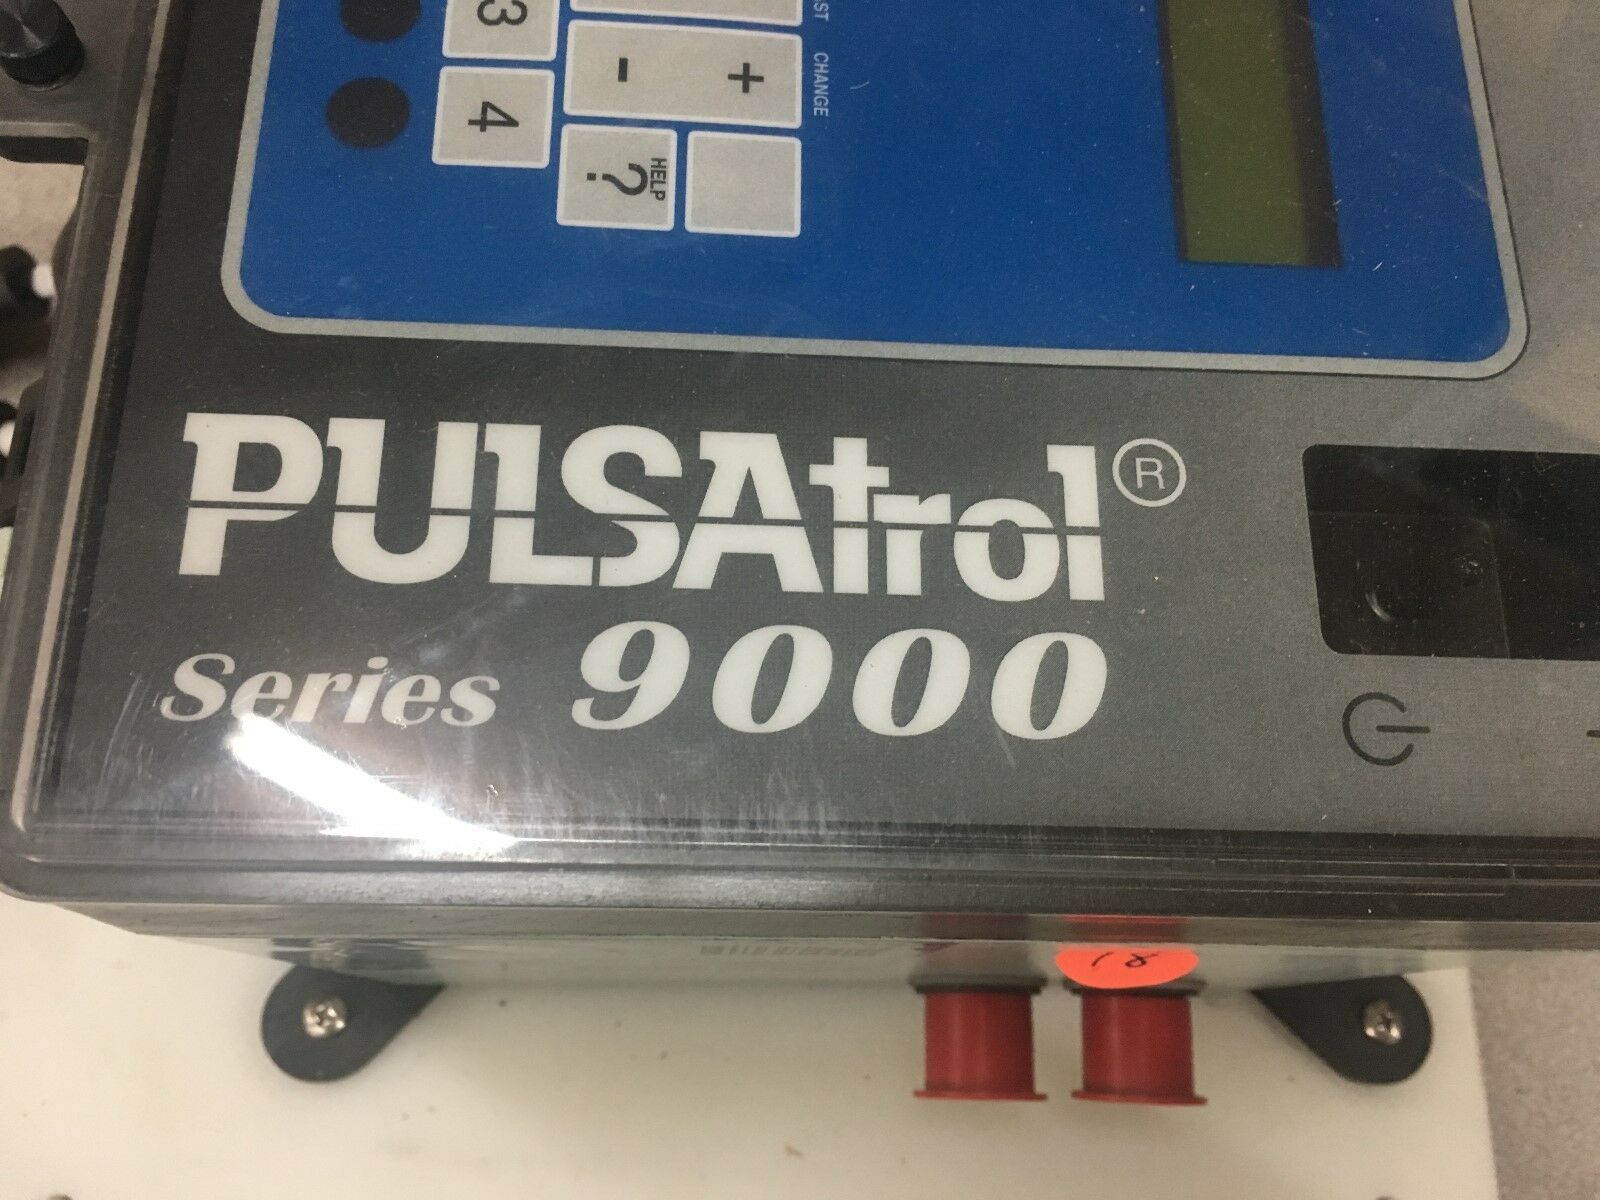 3
4
- +
? HELP
CHANGE
PULSAtrol®
Series 9000
18